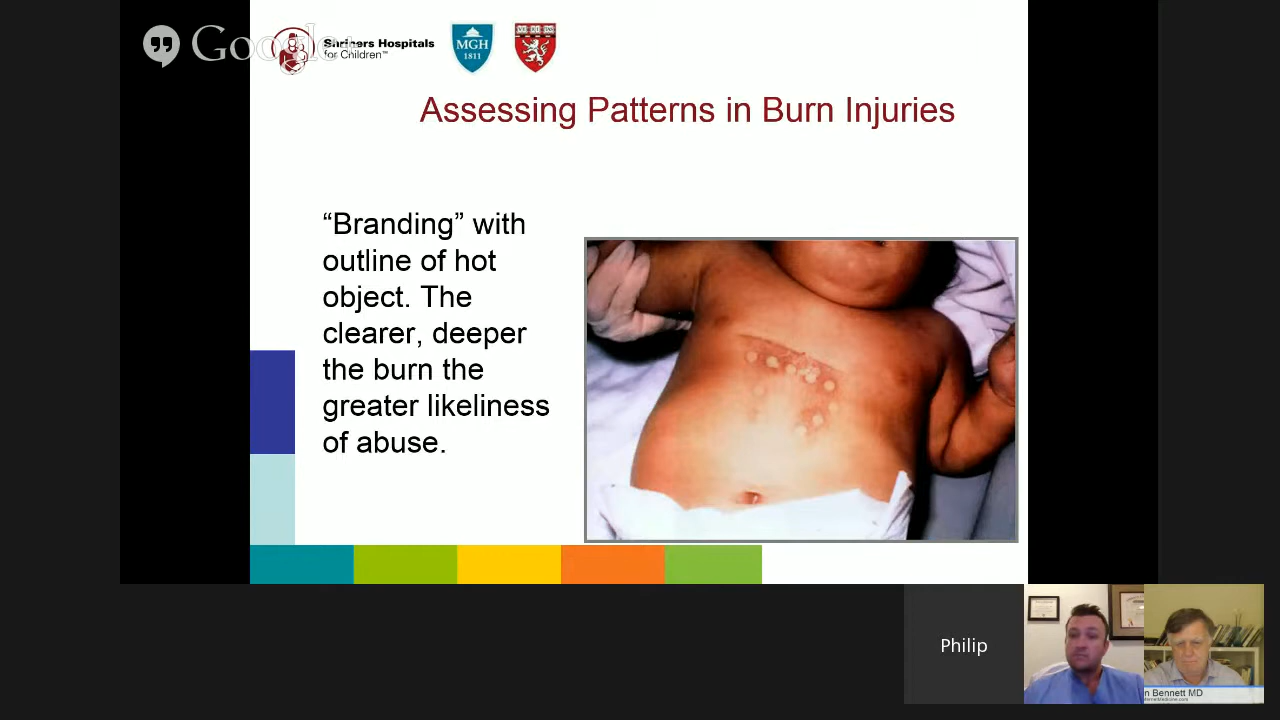 Google+
Shriners Hospitals
for Children™
MGH
1811
Assessing Patterns in Burn Injuries
“Branding” with
outline of hot
object. The
clearer, deeper
the burn the
greater likeliness
of abuse.
Philip
n Bennett MD